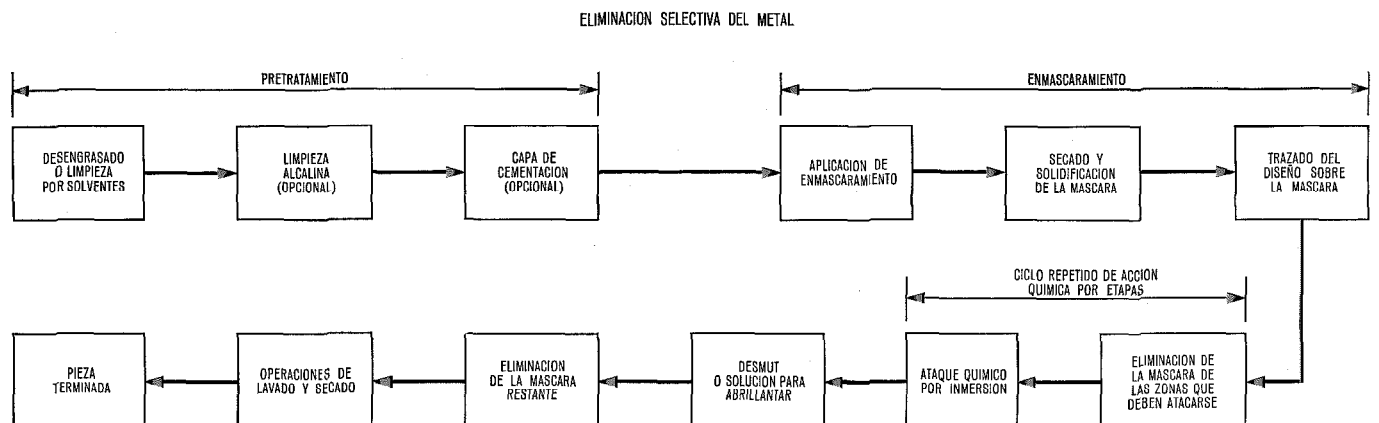 ELIMINACION SELECTIVA DEL METAL
PRETRATAMIENTO
ENMASCARAMIENTO
DESENGRASADO
O LIMPIEZA
POR SOLVENTES
LIMPIEZA
ALCALINA
(OPCIONAL)
CAPA DE
CEMENTACION
(OPCIONAL)
APLICACION DE
ENMASCARAMIENTO
SECADO Y
SOLIDIFICACION
DE LA MASCARA
TRAZADO DEL
DISEÑO SOBRE
LA MASCARA
CICLO REPETIDO DE ACCION
QUIMICA POR ETAPAS
ELIMINACION DE
LA MASCARA DE
LAS ZONAS QUE
DEBEN ATACARSE
ATAQUE QUIMICO
POR INMERSION
DESMUT
O SOLUCION PARA
ABRILLANTAR
ELIMINACION
DE LA MASCARA
RESTANTE
OPERACIONES DE
LAVADO Y SECADO
PIEZA
TERMINADA